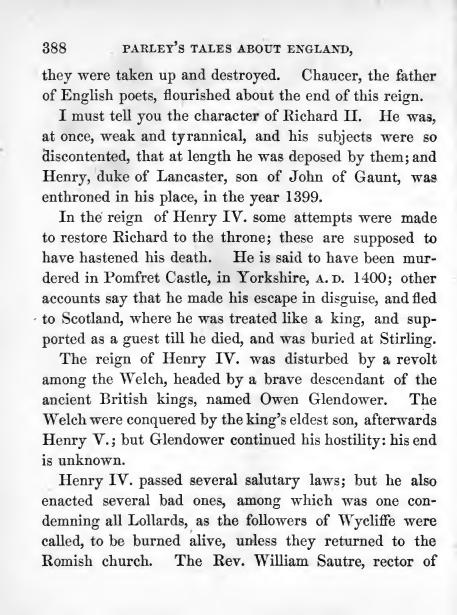 388 PARLEY'S TALES ABOUT ENGLAND,
they were taken up and destroyed. Chaucer, the father
of English poets, flourished about the end of this reign.
I must tell you the character of Richard II. He was,
at once, weak and tyrannical, and his subjects were so
discontented, that at length he was deposed by them; and
Henry, duke of Lancaster, son of John of Gaunt, was
enthroned in his place, in the year 1399.
In the reign of Henry IV. some attempts were made
to restore Richard to the throne; these are supposed to
have hastened his death. He is said to have been mur-
dered in Pomfret Castle, in Yorkshire, A.D. 1400; other
accounts say that he made his escape in disguise, and fled
to Scotland, where he was treated like a king, and sup-
ported as a guest till he died, and was buried at Stirling.
The reign of Henry IV. was disturbed by a revolt
among the Welch, headed by a brave descendant of the
ancient British kings, named Owen Glendower. The
Welch were conquered by the king's eldest son, afterwards
Henry V.; but Glendower continued his hostility: his end
is unknown.
Henry IV. passed several salutary laws; but he also
enacted several bad ones, among which was one con-
demning all Lollards, as the followers of Wycliffe were
called, to be burned alive, unless they returned to the
Romish church. The Rev. William Sautre, rector of